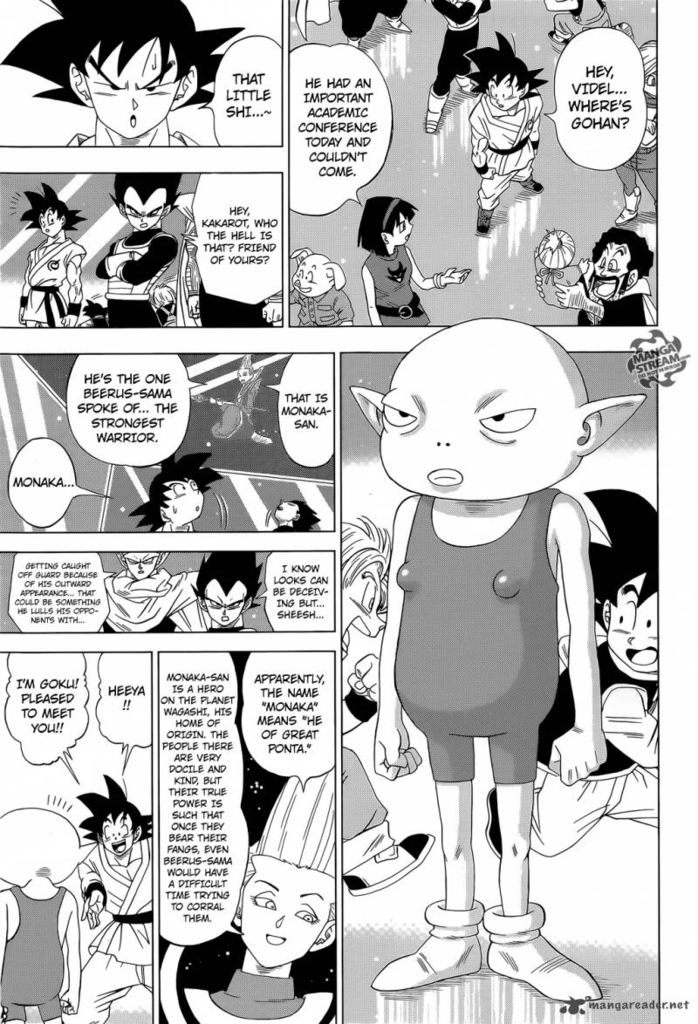 HEY,
VIDEL...
WHERE'S
GOHAN?
HE HAD AN
IMPORTANT
ACADEMIC
CONFERENCE
TODAY AND
COULDN'T
COME.
THAT
LITTLE
SHI...~
HEY,
KAKAROT, WHO
THE HELL IS
THAT? FRIEND
OF YOURS?
MANGA
STREAM
THAT IS
MONAKA-
SAN.
HE'S THE ONE
BEERUS-SAMA
SPOKE OF... THE
STRONGEST
WARRIOR.
MONAKA...
I KNOW
LOOKS CAN
BE DECEIV-
ING BUT...
SHEESH...
GETTING CAUGHT
OFF GUARD BECAUSE
OF HIS OUTWARD
APPEARANCE... THAT
COULD BE SOMETHING
HE LULLS HIS OPPO-
NENTS WITH...
APPARENTLY,
THE NAME
"MONAKA"
MEANS "HE
OF GREAT
PONTA."
MONAKA-SAN
IS A HERO
ON THE PLANET
WAGASHI, HIS
HOME OF
ORIGIN. THE
PEOPLE THERE
ARE VERY
DOCILE AND
KIND, BUT
THEIR TRUE
POWER IS
SUCH THAT
ONCE THEY
BEAR THEIR
FANGS, EVEN
BEERUS-SAMA
WOULD HAVE
A DIFFICULT
TIME TRYING
TO CORRAL
THEM.
HEEYA
!!
I'M GOKU!
PLEASED
TO MEET
YOU!!
mangareader.net